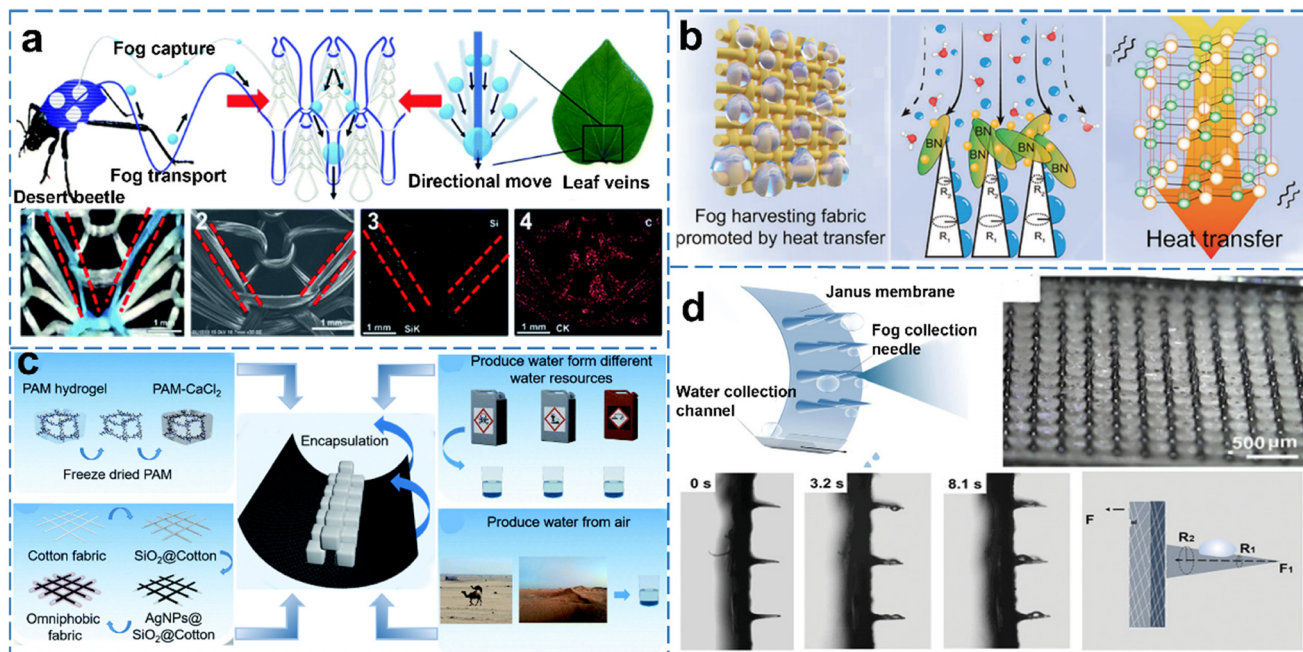 a
Fog capture
Fog transport
Desert beetle
Directional move
Leaf veins
1
1 mm
2
1 mm
3
Si
1 mm
SiK
4
C
1 mm
CK
b
Fog harvesting fabric
promoted by heat transfer
BN
BN
BN
R₂
R₂
R₂
R₁
R₁
R₁
Heat transfer
c
PAM hydrogel
PAM-CaCl₂
Freeze dried PAM
Cotton fabric
SiO₂@Cotton
Omniphobic
fabric
AgNPs@
SiO₂@Cotton
Encapsulation
Produce water form different
water resources
Produce water from air
d
Janus membrane
Fog collection
needle
Water collection
channel
500 μm
0 s
3.2 s
8.1 s
F
R₂
R₁
F₁